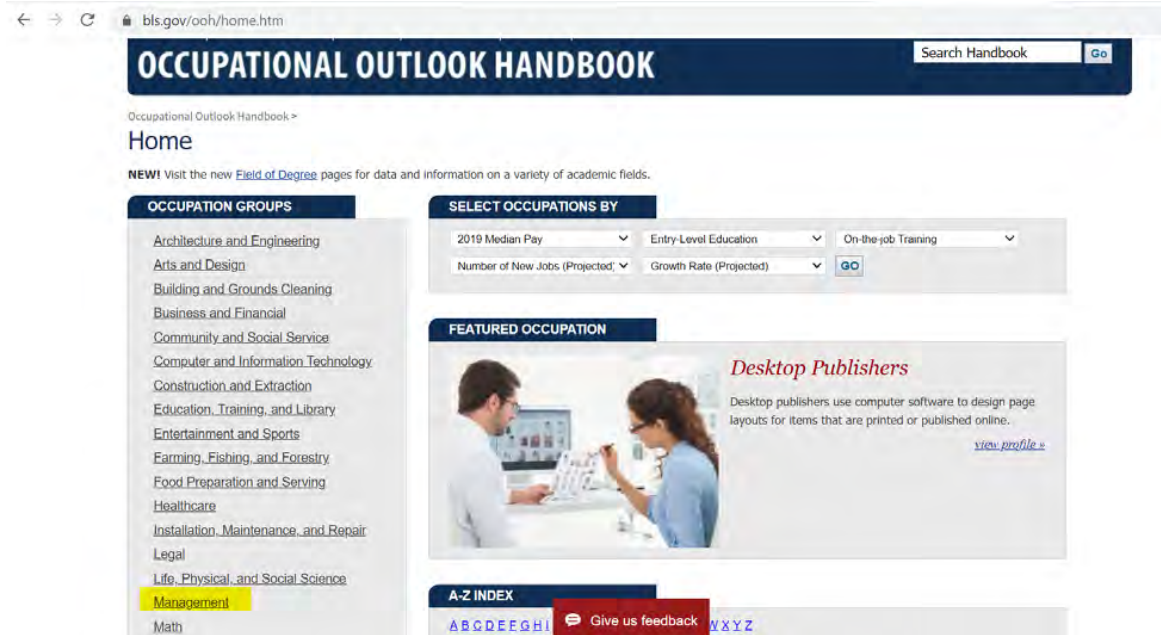 bls.gov/ooh/home.htm
OCCUPATIONAL OUTLOOK HANDBOOK
Search Handbook
Go
Occupational Outlook Handbook >
Home
NEW! Visit the new Field of Degree pages for data and information on a variety of academic fields.
OCCUPATION GROUPS
Architecture and Engineering
Arts and Design
Building and Grounds Cleaning
Business and Financial
Community and Social Service
Computer and Information Technology
Construction and Extraction
Education, Training, and Library
Entertainment and Sports
Farming, Fishing, and Forestry
Food Preparation and Serving
Healthcare
Installation, Maintenance, and Repair
Legal
Life, Physical, and Social Science
Management
Math
SELECT OCCUPATIONS BY
2019 Median Pay
Entry-Level Education
On-the-job Training
Number of New Jobs (Projected)
Growth Rate (Projected)
GO
FEATURED OCCUPATION
Desktop Publishers
Desktop publishers use computer software to design page
layouts for items that are printed or published online.
view profile »
A-Z INDEX
A B C D E F G H I
Give us feedback
W X Y Z